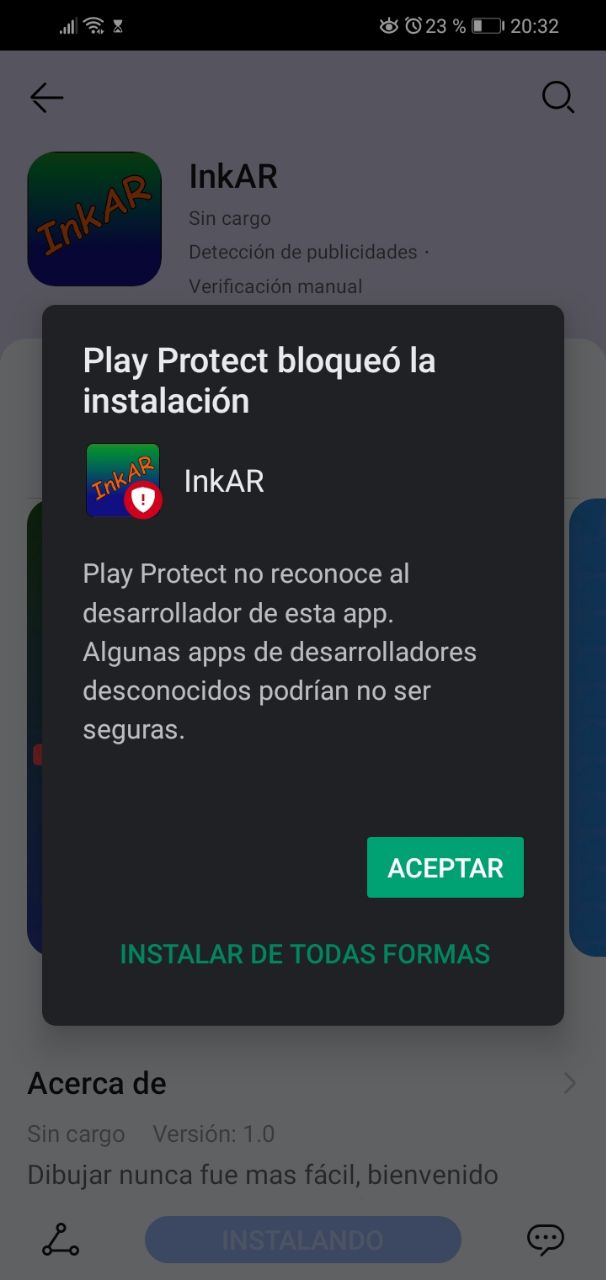 23 % 20:32
InkAR
InkAR
Sin cargo
Detección de publicidades ·
Verificación manual
Play Protect bloqueó la
instalación
InkAR
InkAR
Play Protect no reconoce al
desarrollador de esta app.
Algunas apps de desarrolladores
desconocidos podrían no ser
seguras.
ACEPTAR
INSTALAR DE TODAS FORMAS
Acerca de
Sin cargo Versión: 1.0
Dibujar nunca fue mas fácil, bienvenido
INSTALANDO